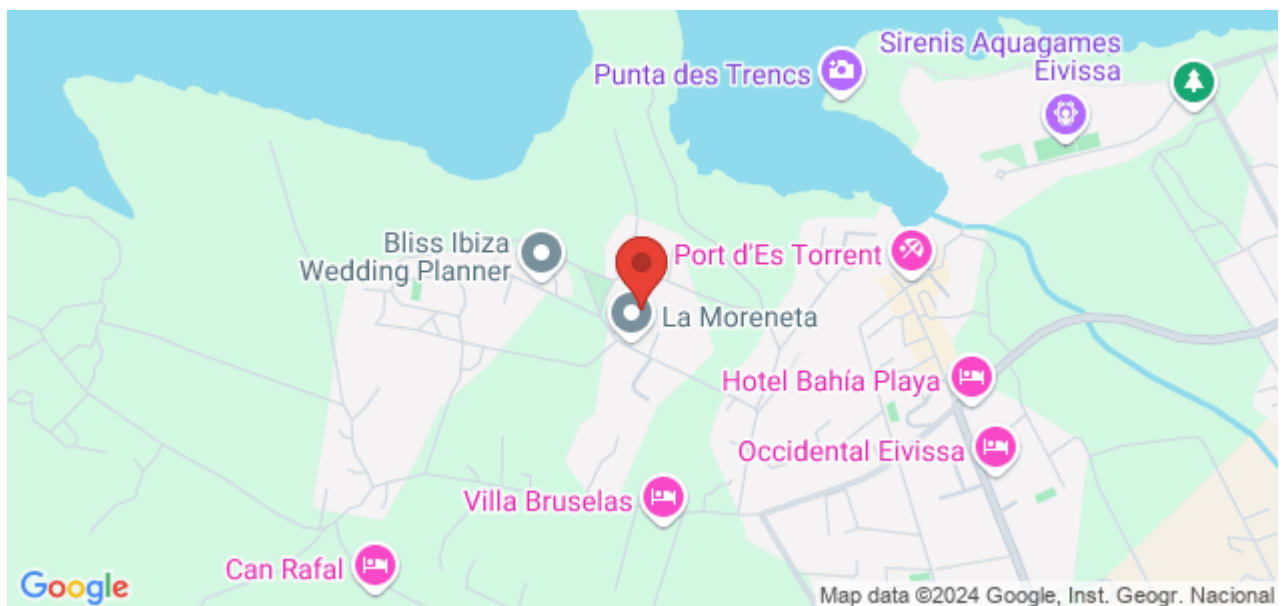 Sirenis Aquagames
Eivissa
Punta des Trencs
Bliss Ibiza
Wedding Planner
Port d'Es Torrent
La Moreneta
Hotel Bahía Playa
Occidental Eivissa
Villa Bruselas
Can Rafal
Google
Map data ©2024 Google, Inst. Geogr. Nacional